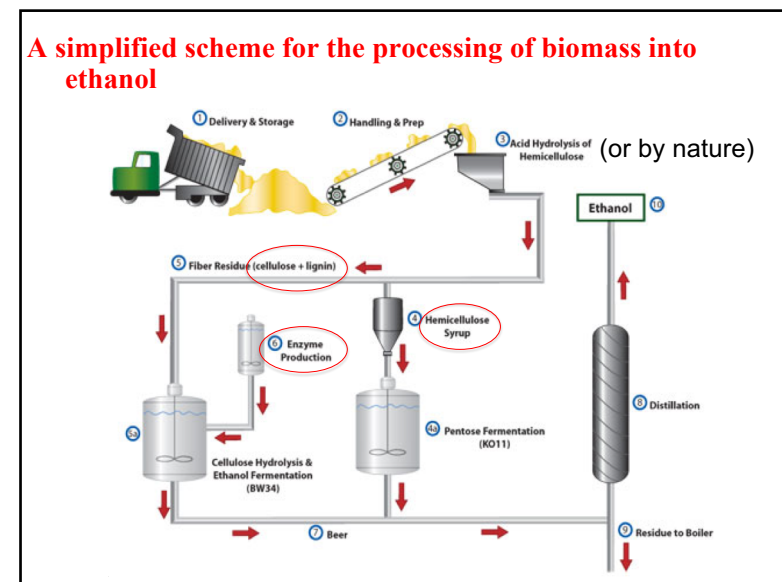 A simplified scheme for the processing of biomass into
ethanol
1 Delivery & Storage
2 Handling & Prep
3 Acid Hydrolysis of
Hemicellulose
(or by nature)
Ethanol 10
5 Fiber Residue (cellulose + lignin)
4 Hemicellulose
Syrup
6 Enzyme
Production
8 Distillation
5a
4a Pentose Fermentation
(KO11)
Cellulose Hydrolysis &
Ethanol Fermentation
(BW34)
7 Beer
9 Residue to Boiler